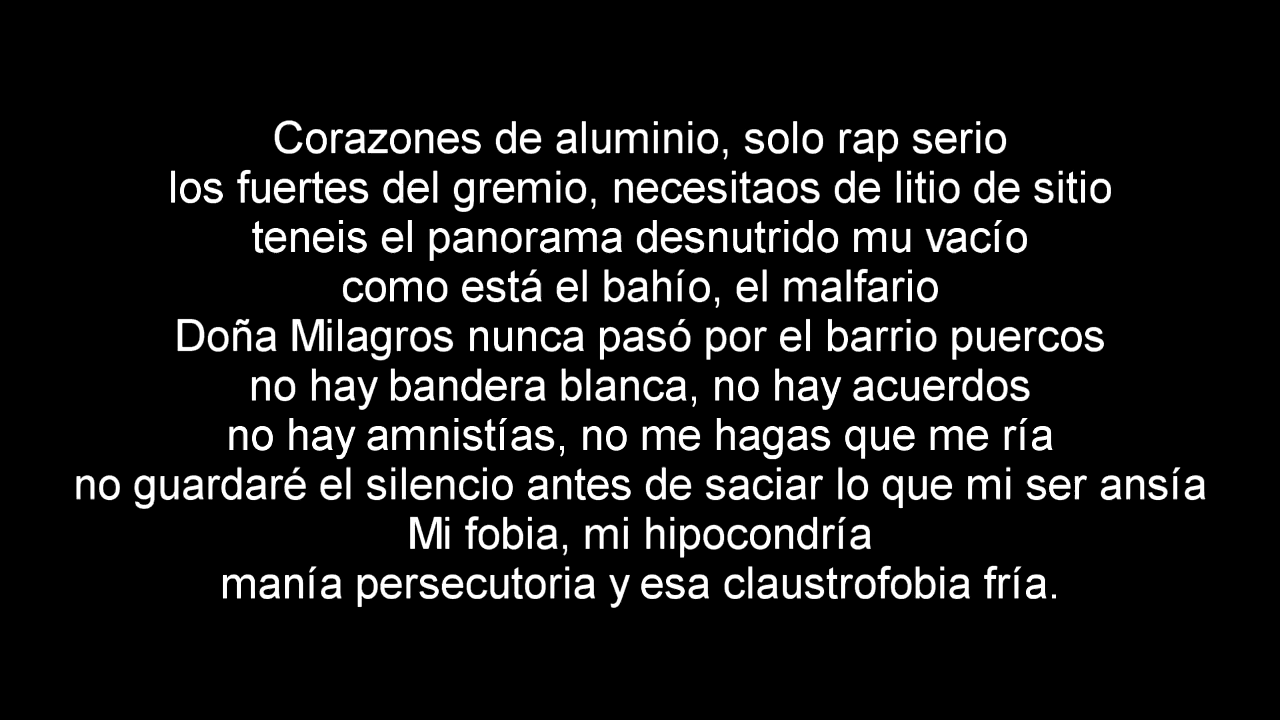 Corazones de aluminio, solo rap serio
los fuertes del gremio, necesitaos de litio de sitio
teneis el panorama desnutrido mu vacío
como está el bahío, el malfario
Doña Milagros nunca pasó por el barrio puercos
no hay bandera blanca, no hay acuerdos
no hay amnistías, no me hagas que me ría
no guardaré el silencio antes de saciar lo que mi ser ansía
Mi fobia, mi hipocondría
manía persecutoria y esa claustrofobia fría.